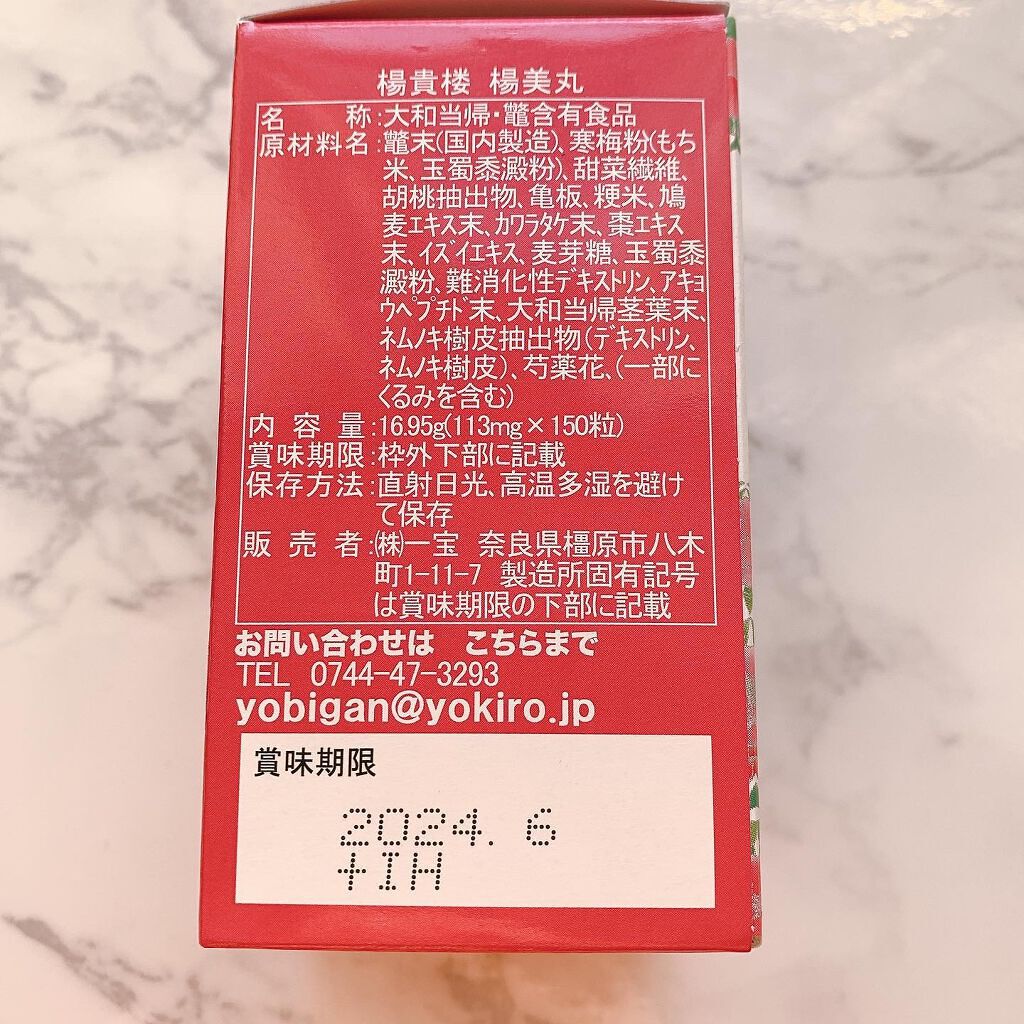 楊貴楼 楊美丸
名称:大和当帰・鼈含有食品
原材料名:鼈末(国内製造)、寒梅粉(もち
米、玉蜀黍澱粉)、甜菜繊維、
胡桃抽出物、亀板、粳米、鳩
麦エキス末、カワラタケ末、棗エキス
末、イズイエキス、麦芽糖、玉蜀黍
澱粉、難消化性デキストリン、アキョ
ウペプチド末、大和当帰茎葉末、
ネムノキ樹皮抽出物(デキストリン、
ネムノキ樹皮)、芍薬花、(一部に
くるみを含む)
内容量:16.95g(113mg×150粒)
賞味期限:枠外下部に記載
保存方法:直射日光、高温多湿を避け
て保存
販売者:㈱一宝 奈良県橿原市八木
町1-11-7 製造所固有記号
は賞味期限の下部に記載
お問い合わせは こちらまで
TEL 0744-47-3293
yobigan@yokiro.jp
賞味期限
2024. 6
+IA